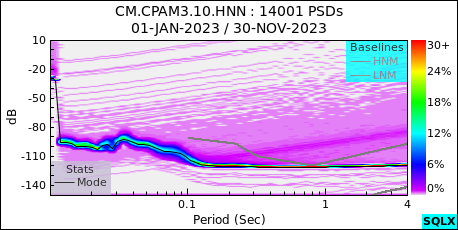 CM.CPAM3.10.HNN : 14001 PSDs
01-JAN-2023 / 30-NOV-2023
10
-20
-50
-80
-110
-140
dB
Baselines
HNM
LNM
Stats
Mode
30+
24%
18%
12%
6%
0%
0.1
1
4
Period (Sec)
SQLX